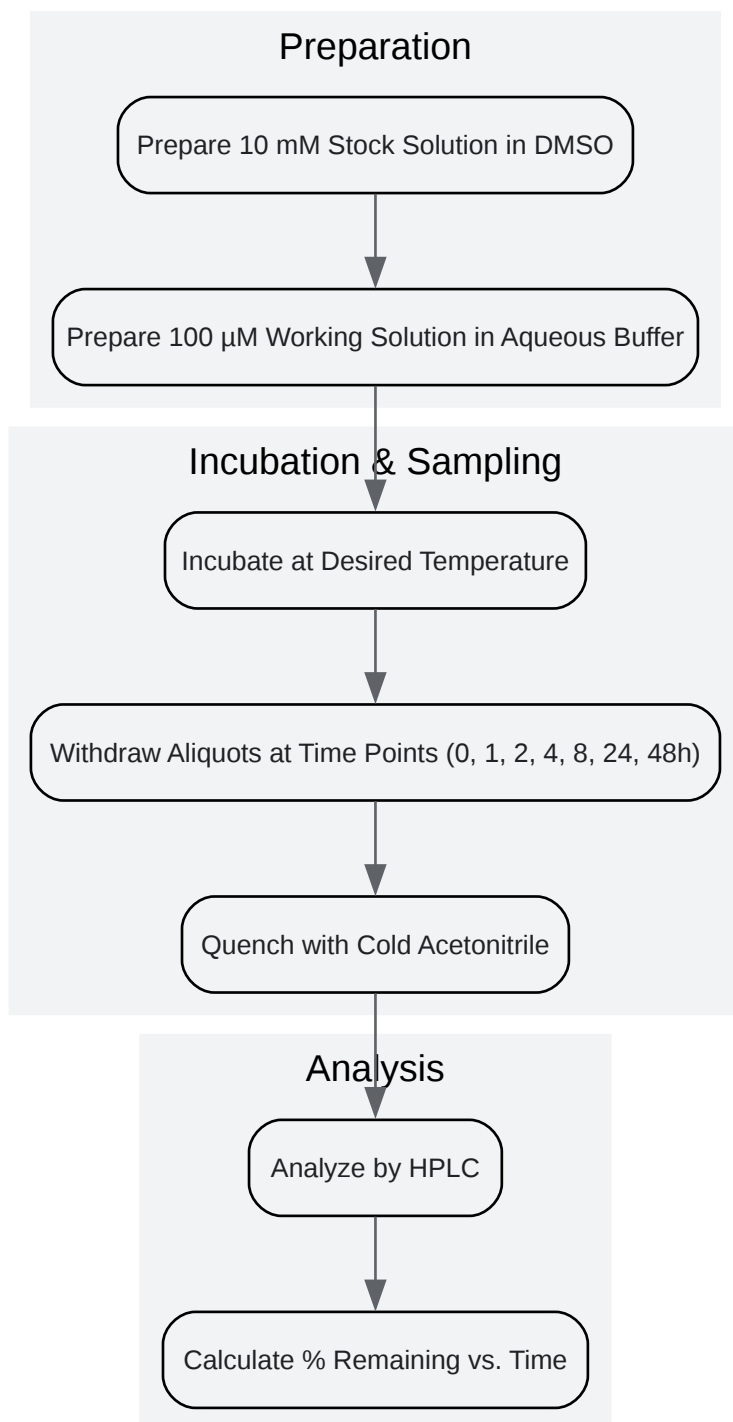 Preparation
Prepare 10 mM Stock Solution in DMSO
Prepare 100 µM Working Solution in Aqueous Buffer
Incubation & Sampling
Incubate at Desired Temperature
Withdraw Aliquots at Time Points (0, 1, 2, 4, 8, 24, 48h)
Quench with Cold Acetonitrile
Analysis
Analyze by HPLC
Calculate % Remaining vs. Time